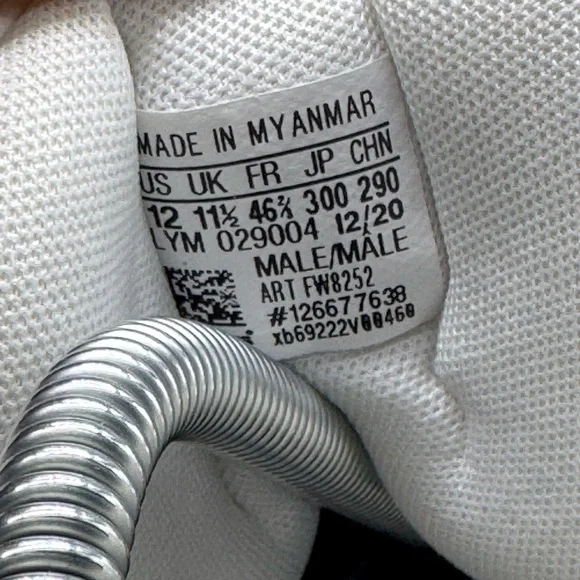 MADE IN MYANMAR
US UK FR JP CHN
12 11½ 46⅔ 300 290
LYM 029004 12/20
MALE/MÂLE
ART FW8252
#126677638
xb69222V00460